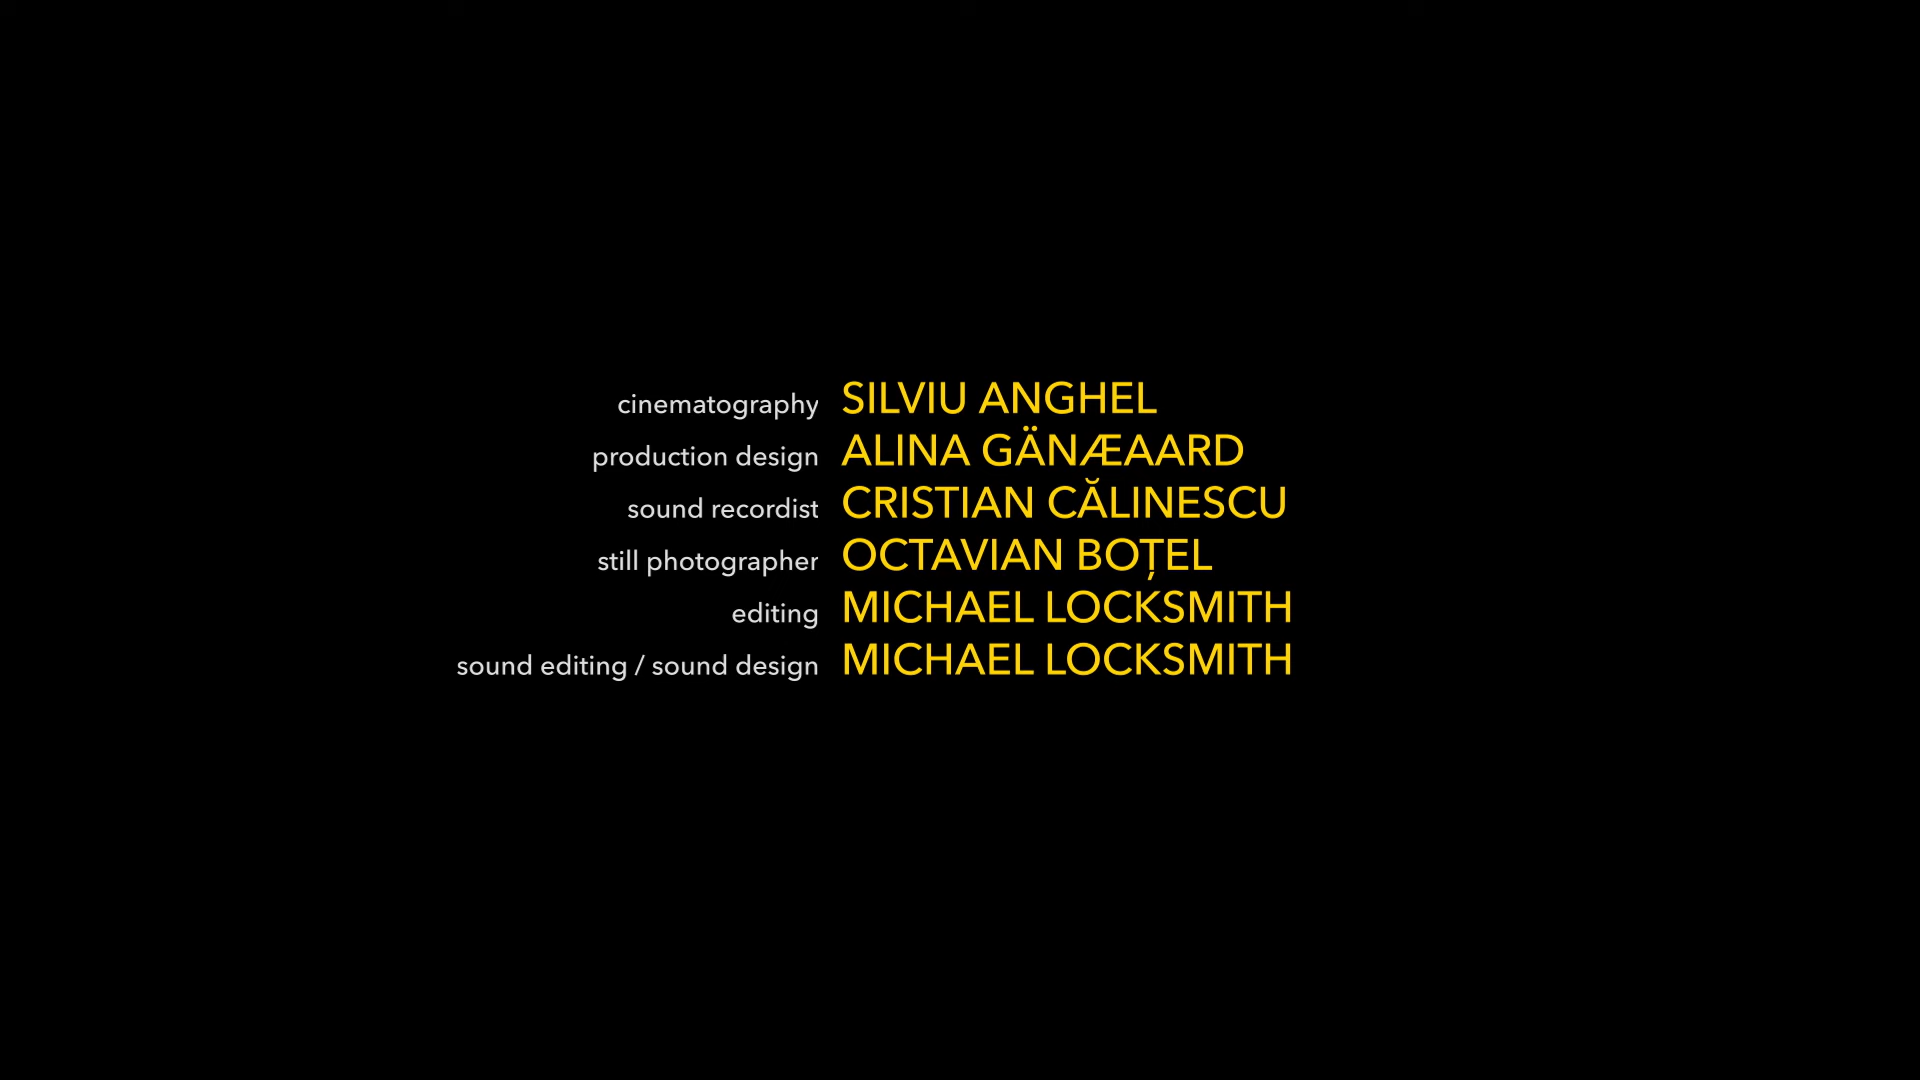 cinematography SILVIU ANGHEL
production design ALINA GÄNÆAARD
sound recordist CRISTIAN CĂLINESCU
still photographer OCTAVIAN BOȚEL
editing MICHAEL LOCKSMITH
sound editing / sound design MICHAEL LOCKSMITH